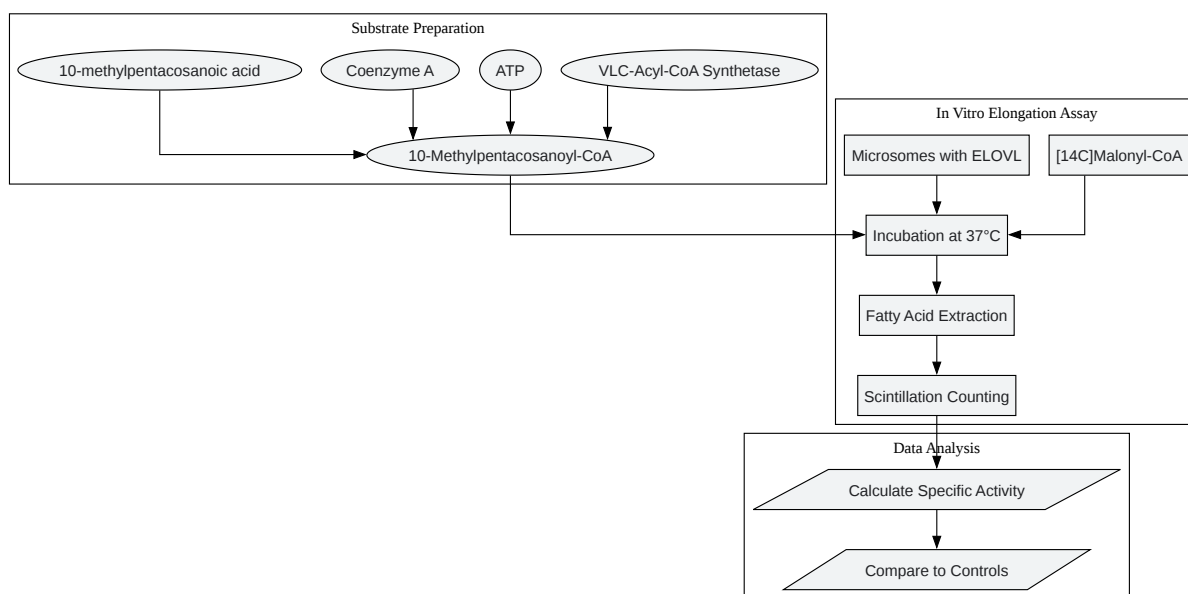 Substrate Preparation
10-methylpentacosanoic acid
Coenzyme A
ATP
VLC-Acyl-CoA Synthetase
10-Methylpentacosanoyl-CoA
In Vitro Elongation Assay
Microsomes with ELOVL
[14C]Malonyl-CoA
Incubation at 37°C
Fatty Acid Extraction
Scintillation Counting
Data Analysis
Calculate Specific Activity
Compare to Controls